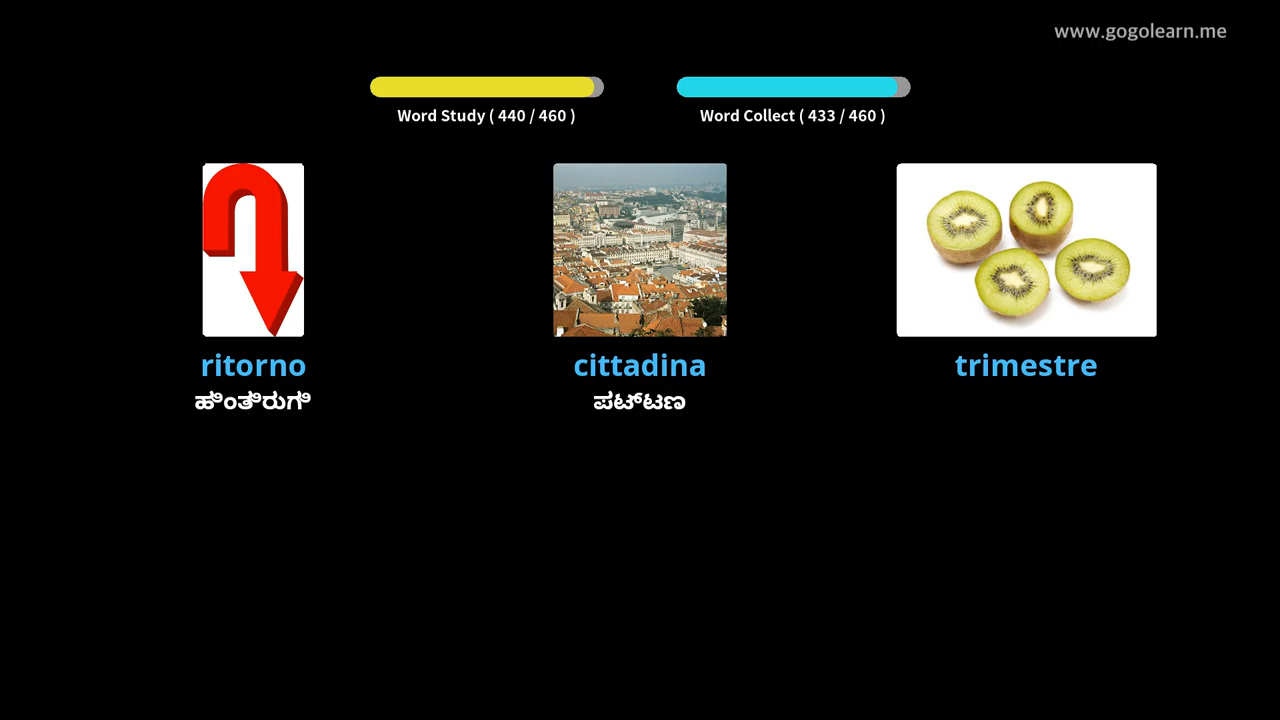 www.gogolearn.me
Word Study ( 440 / 460 )
Word Collect ( 433 / 460 )
ritorno
cittadina
trimestre
ಹಿಂತಿರುಗಿ
ಪಟ್ಟಣ